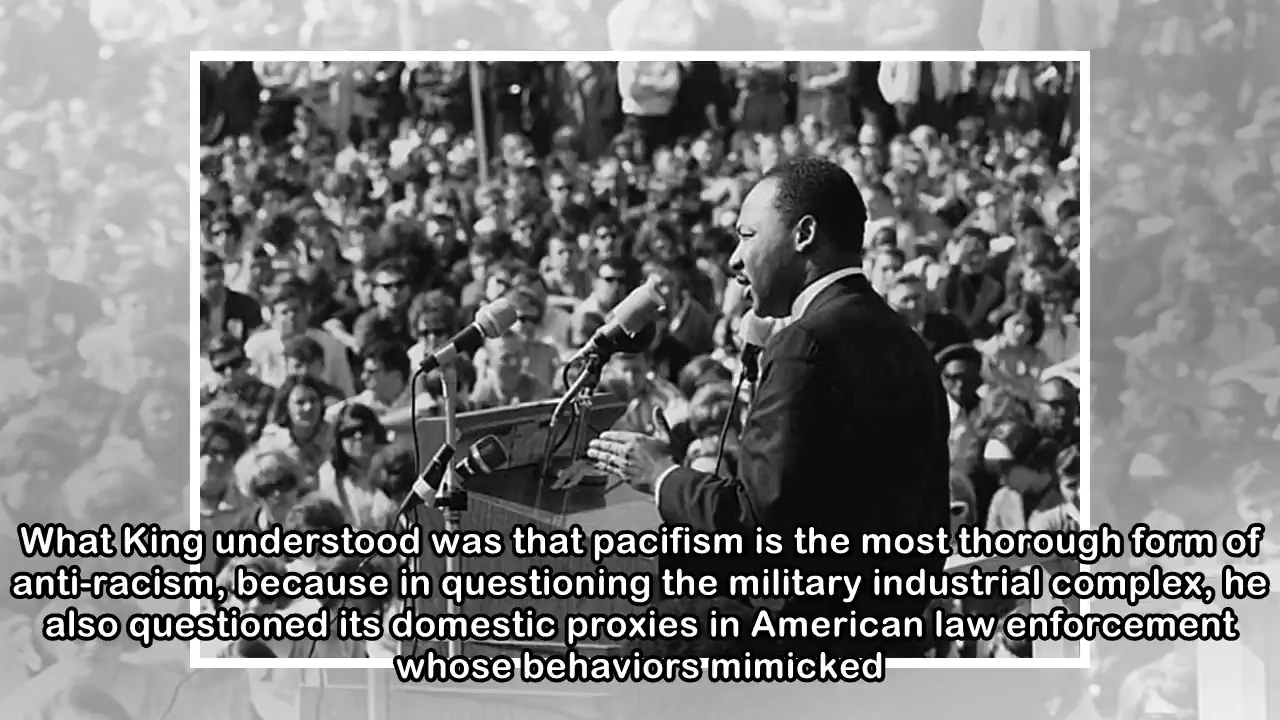 What King understood was that pacifism is the most thorough form of
anti-racism, because in questioning the military industrial complex, he
also questioned its domestic proxies in American law enforcement
whose behaviors mimicked